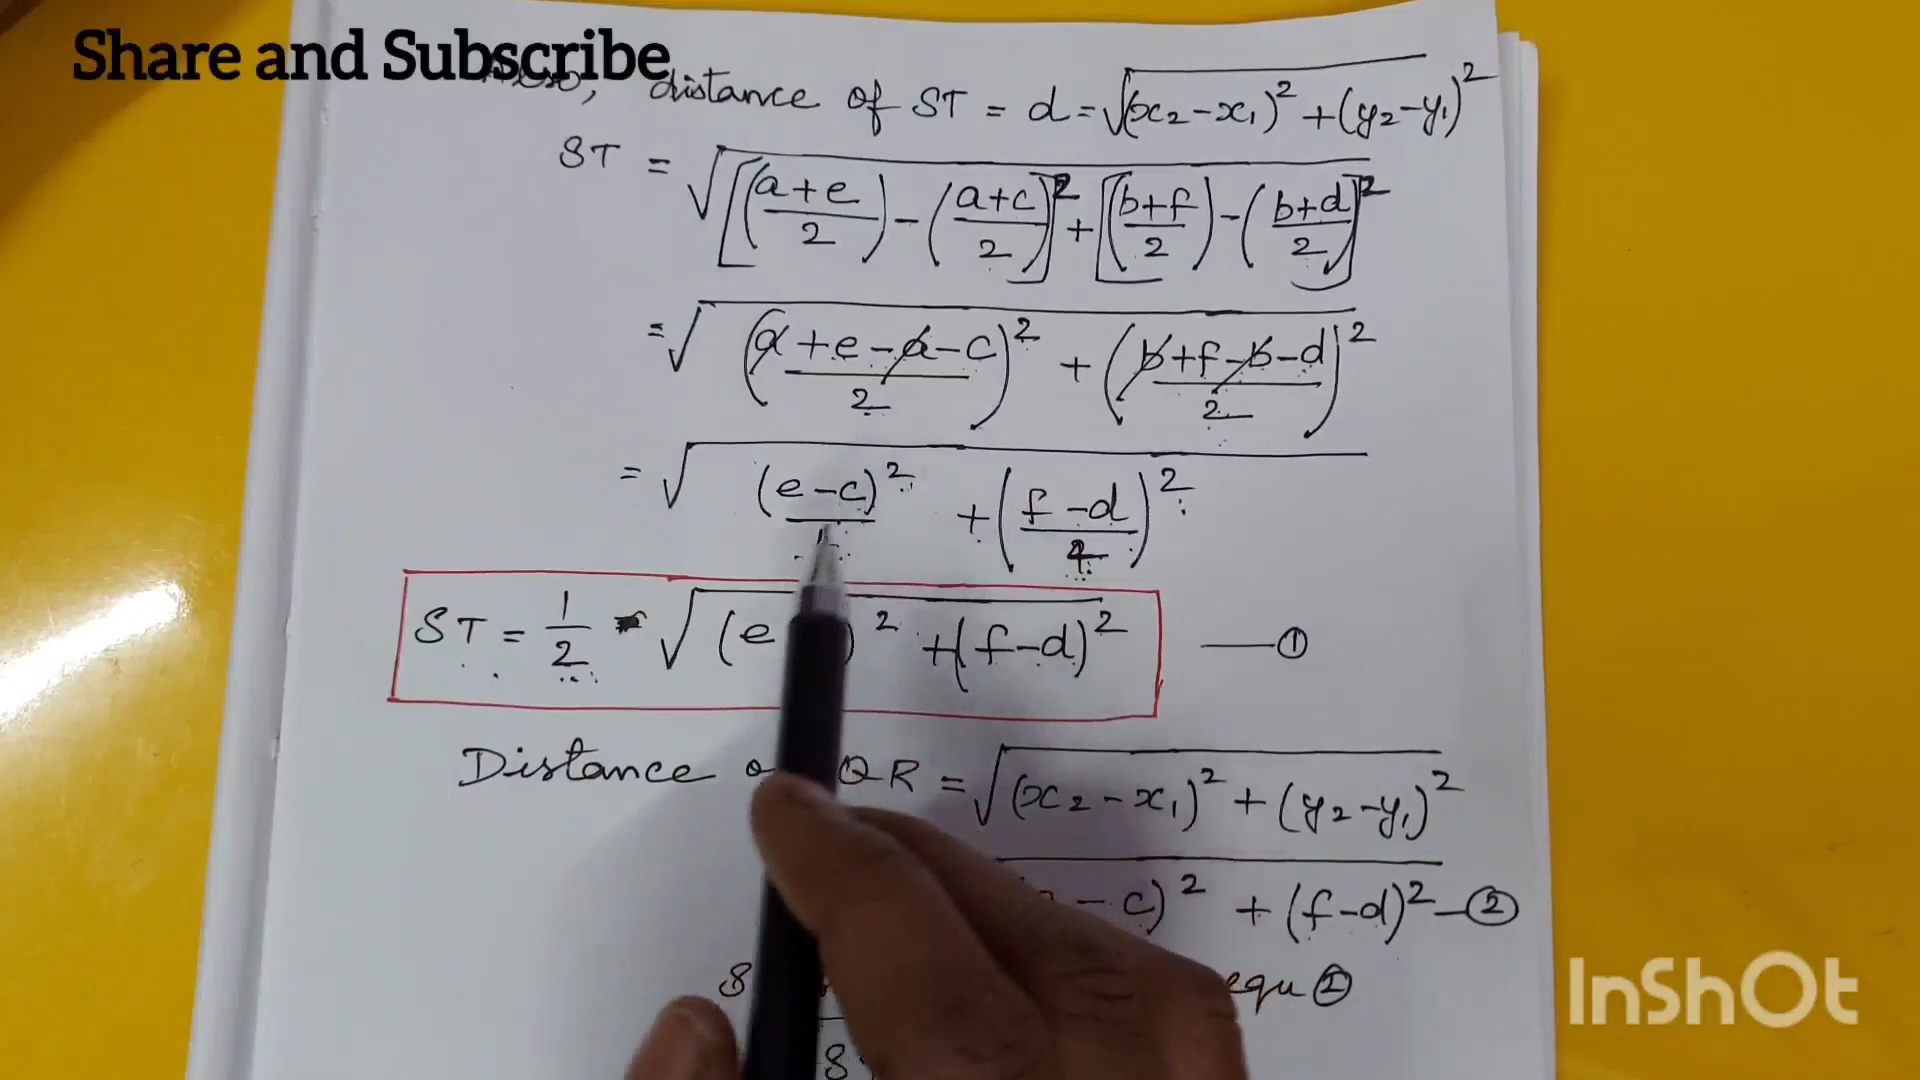 Share and Subscribe
Also, distance of ST = d = √(x₂-x₁)² + (y₂-y₁)²
ST = √[(a+e/2) - (a+c/2)]² + [(b+f/2) - (b+d/2)]²
= √(a+e-a-c/2)² + (b+f-b-d/2)²
= √(e-c)² + (f-d/4)²
ST = 1/2 √(e )² + (f-d)² — ①
Distance QR = √(x₂-x₁)² + (y₂-y₁)²
- c)² + (f-d)² — ②
equ ②
InShOt